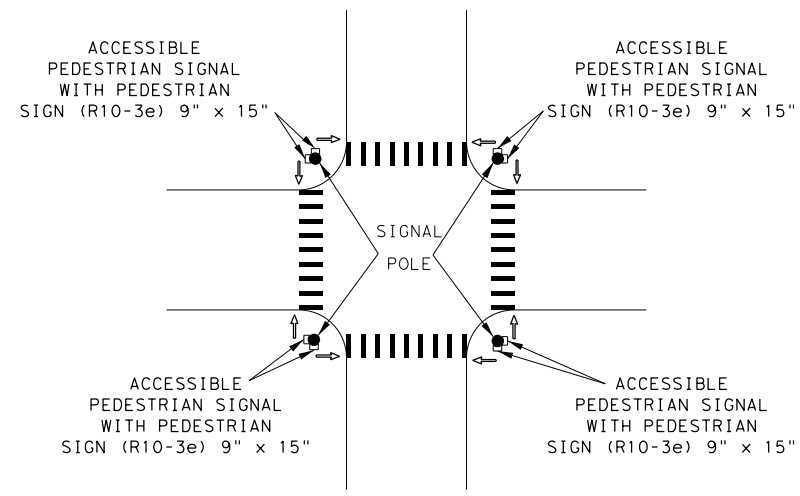 ACCESSIBLE
PEDESTRIAN SIGNAL
WITH PEDESTRIAN
SIGN (R10-3e) 9" x 15"
ACCESSIBLE
PEDESTRIAN SIGNAL
WITH PEDESTRIAN
SIGN (R10-3e) 9" x 15"
SIGNAL
POLE
ACCESSIBLE
PEDESTRIAN SIGNAL
WITH PEDESTRIAN
SIGN (R10-3e) 9" x 15"
ACCESSIBLE
PEDESTRIAN SIGNAL
WITH PEDESTRIAN
SIGN (R10-3e) 9" x 15"